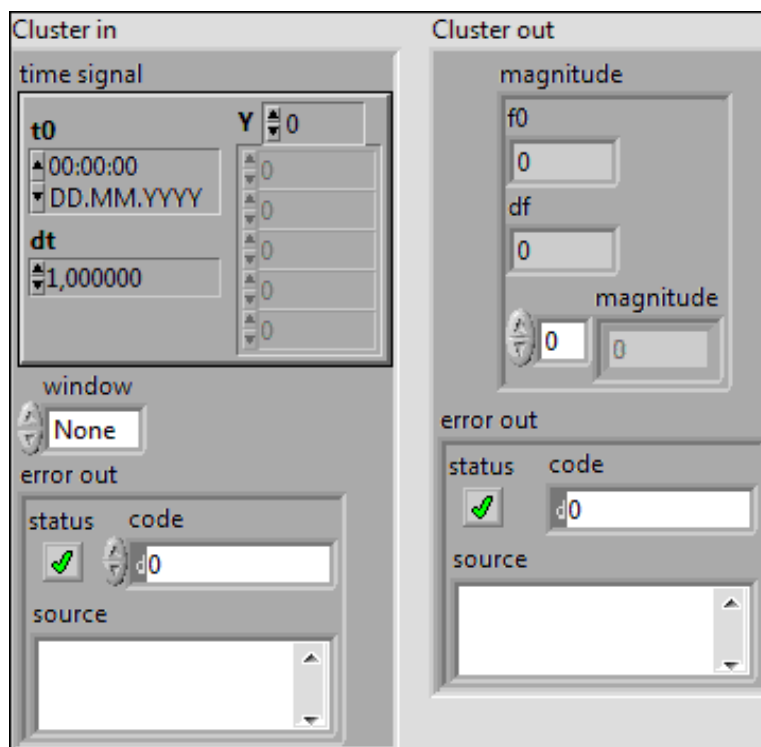 Cluster in
time signal
t0
00:00:00
DD.MM.YYYY
dt
1,000000
Y 0
0
0
0
0
0
window
None
error out
status code
d0
source
Cluster out
magnitude
f0
0
df
0
magnitude
0 0
error out
status code
d0
source